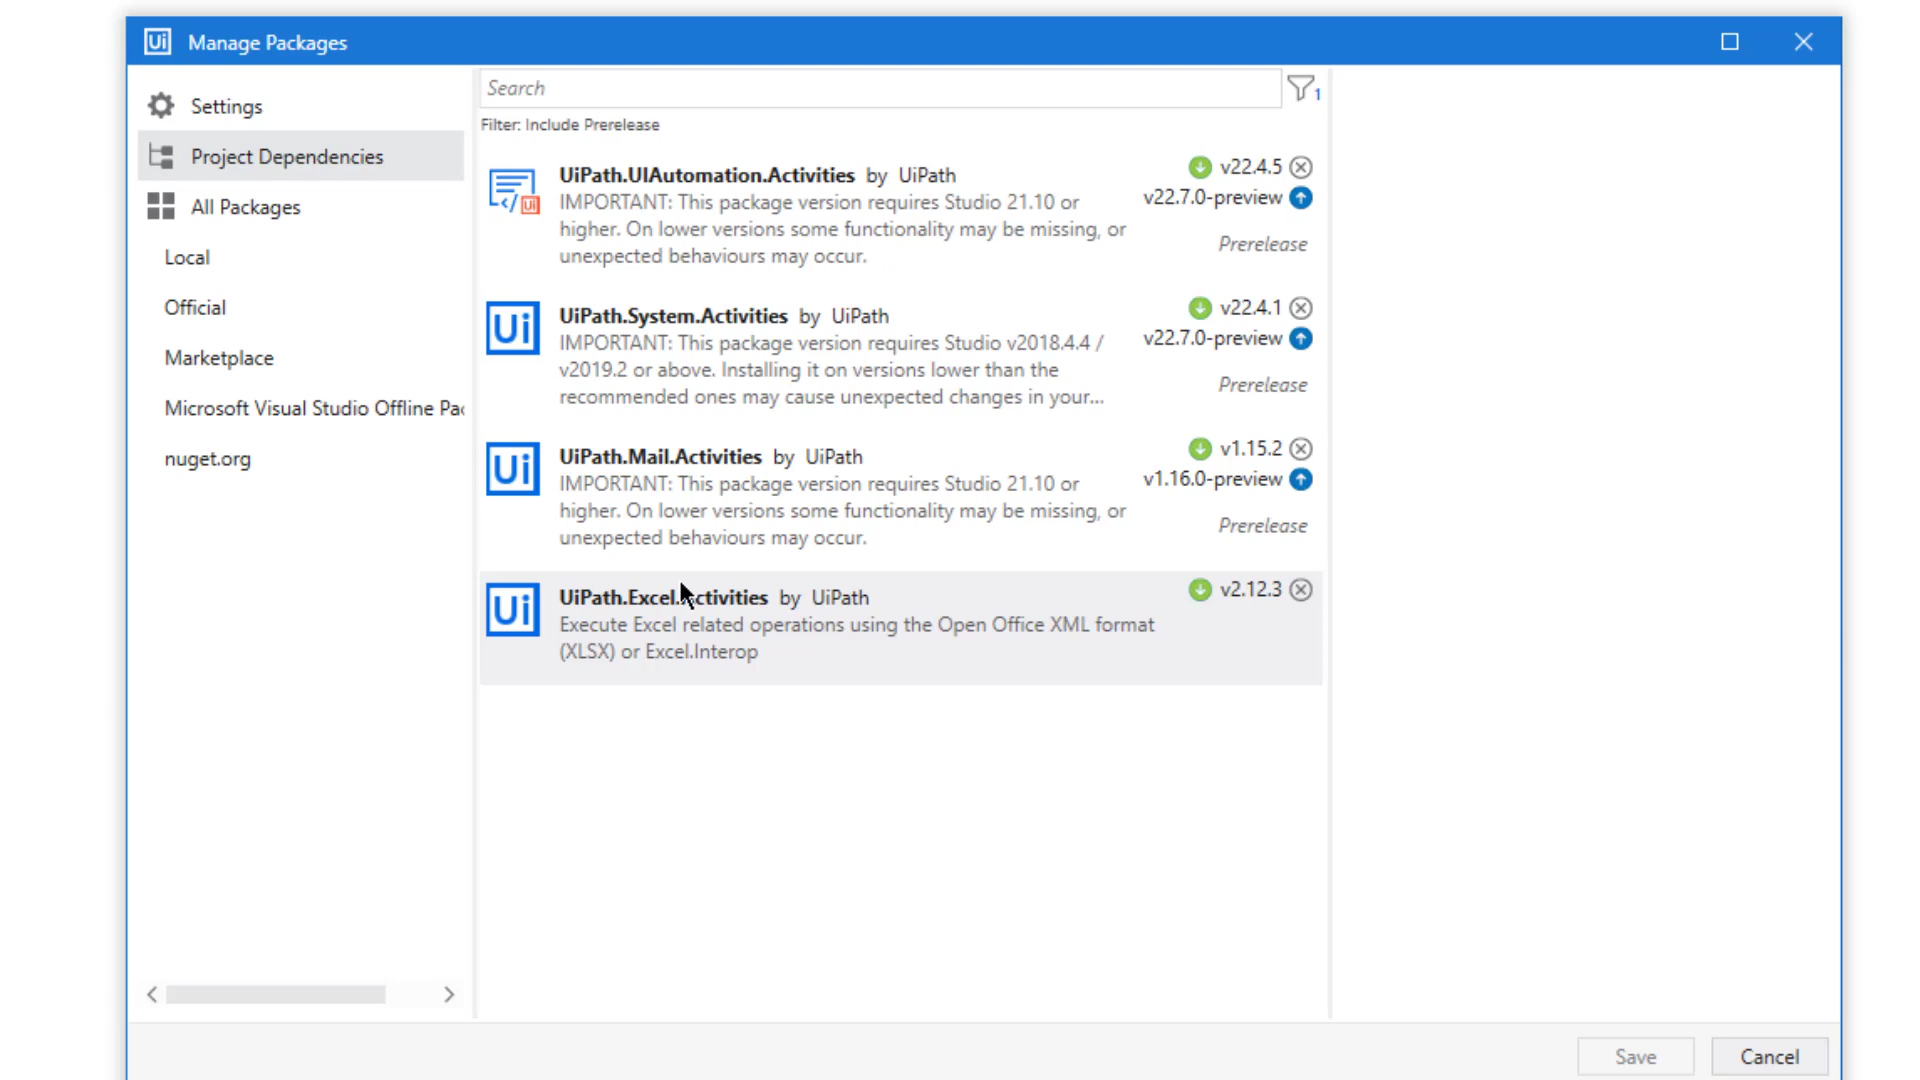 Ui Manage Packages
Settings
Project Dependencies
All Packages
Local
Official
Marketplace
Microsoft Visual Studio Offline Pac
nuget.org
Search
1
Filter: Include Prerelease
UiPath.UIAutomation.Activities by UiPath
IMPORTANT: This package version requires Studio 21.10 or
higher. On lower versions some functionality may be missing, or
unexpected behaviours may occur.
v22.4.5
v22.7.0-preview
Prerelease
Ui
UiPath.System.Activities by UiPath
IMPORTANT: This package version requires Studio v2018.4.4 /
v2019.2 or above. Installing it on versions lower than the
recommended ones may cause unexpected changes in your...
v22.4.1
v22.7.0-preview
Prerelease
Ui
UiPath.Mail.Activities by UiPath
IMPORTANT: This package version requires Studio 21.10 or
higher. On lower versions some functionality may be missing, or
unexpected behaviours may occur.
v1.15.2
v1.16.0-preview
Prerelease
Ui
UiPath.Excel.Activities by UiPath
Execute Excel related operations using the Open Office XML format
(XLSX) or Excel.Interop
v2.12.3
Save
Cancel